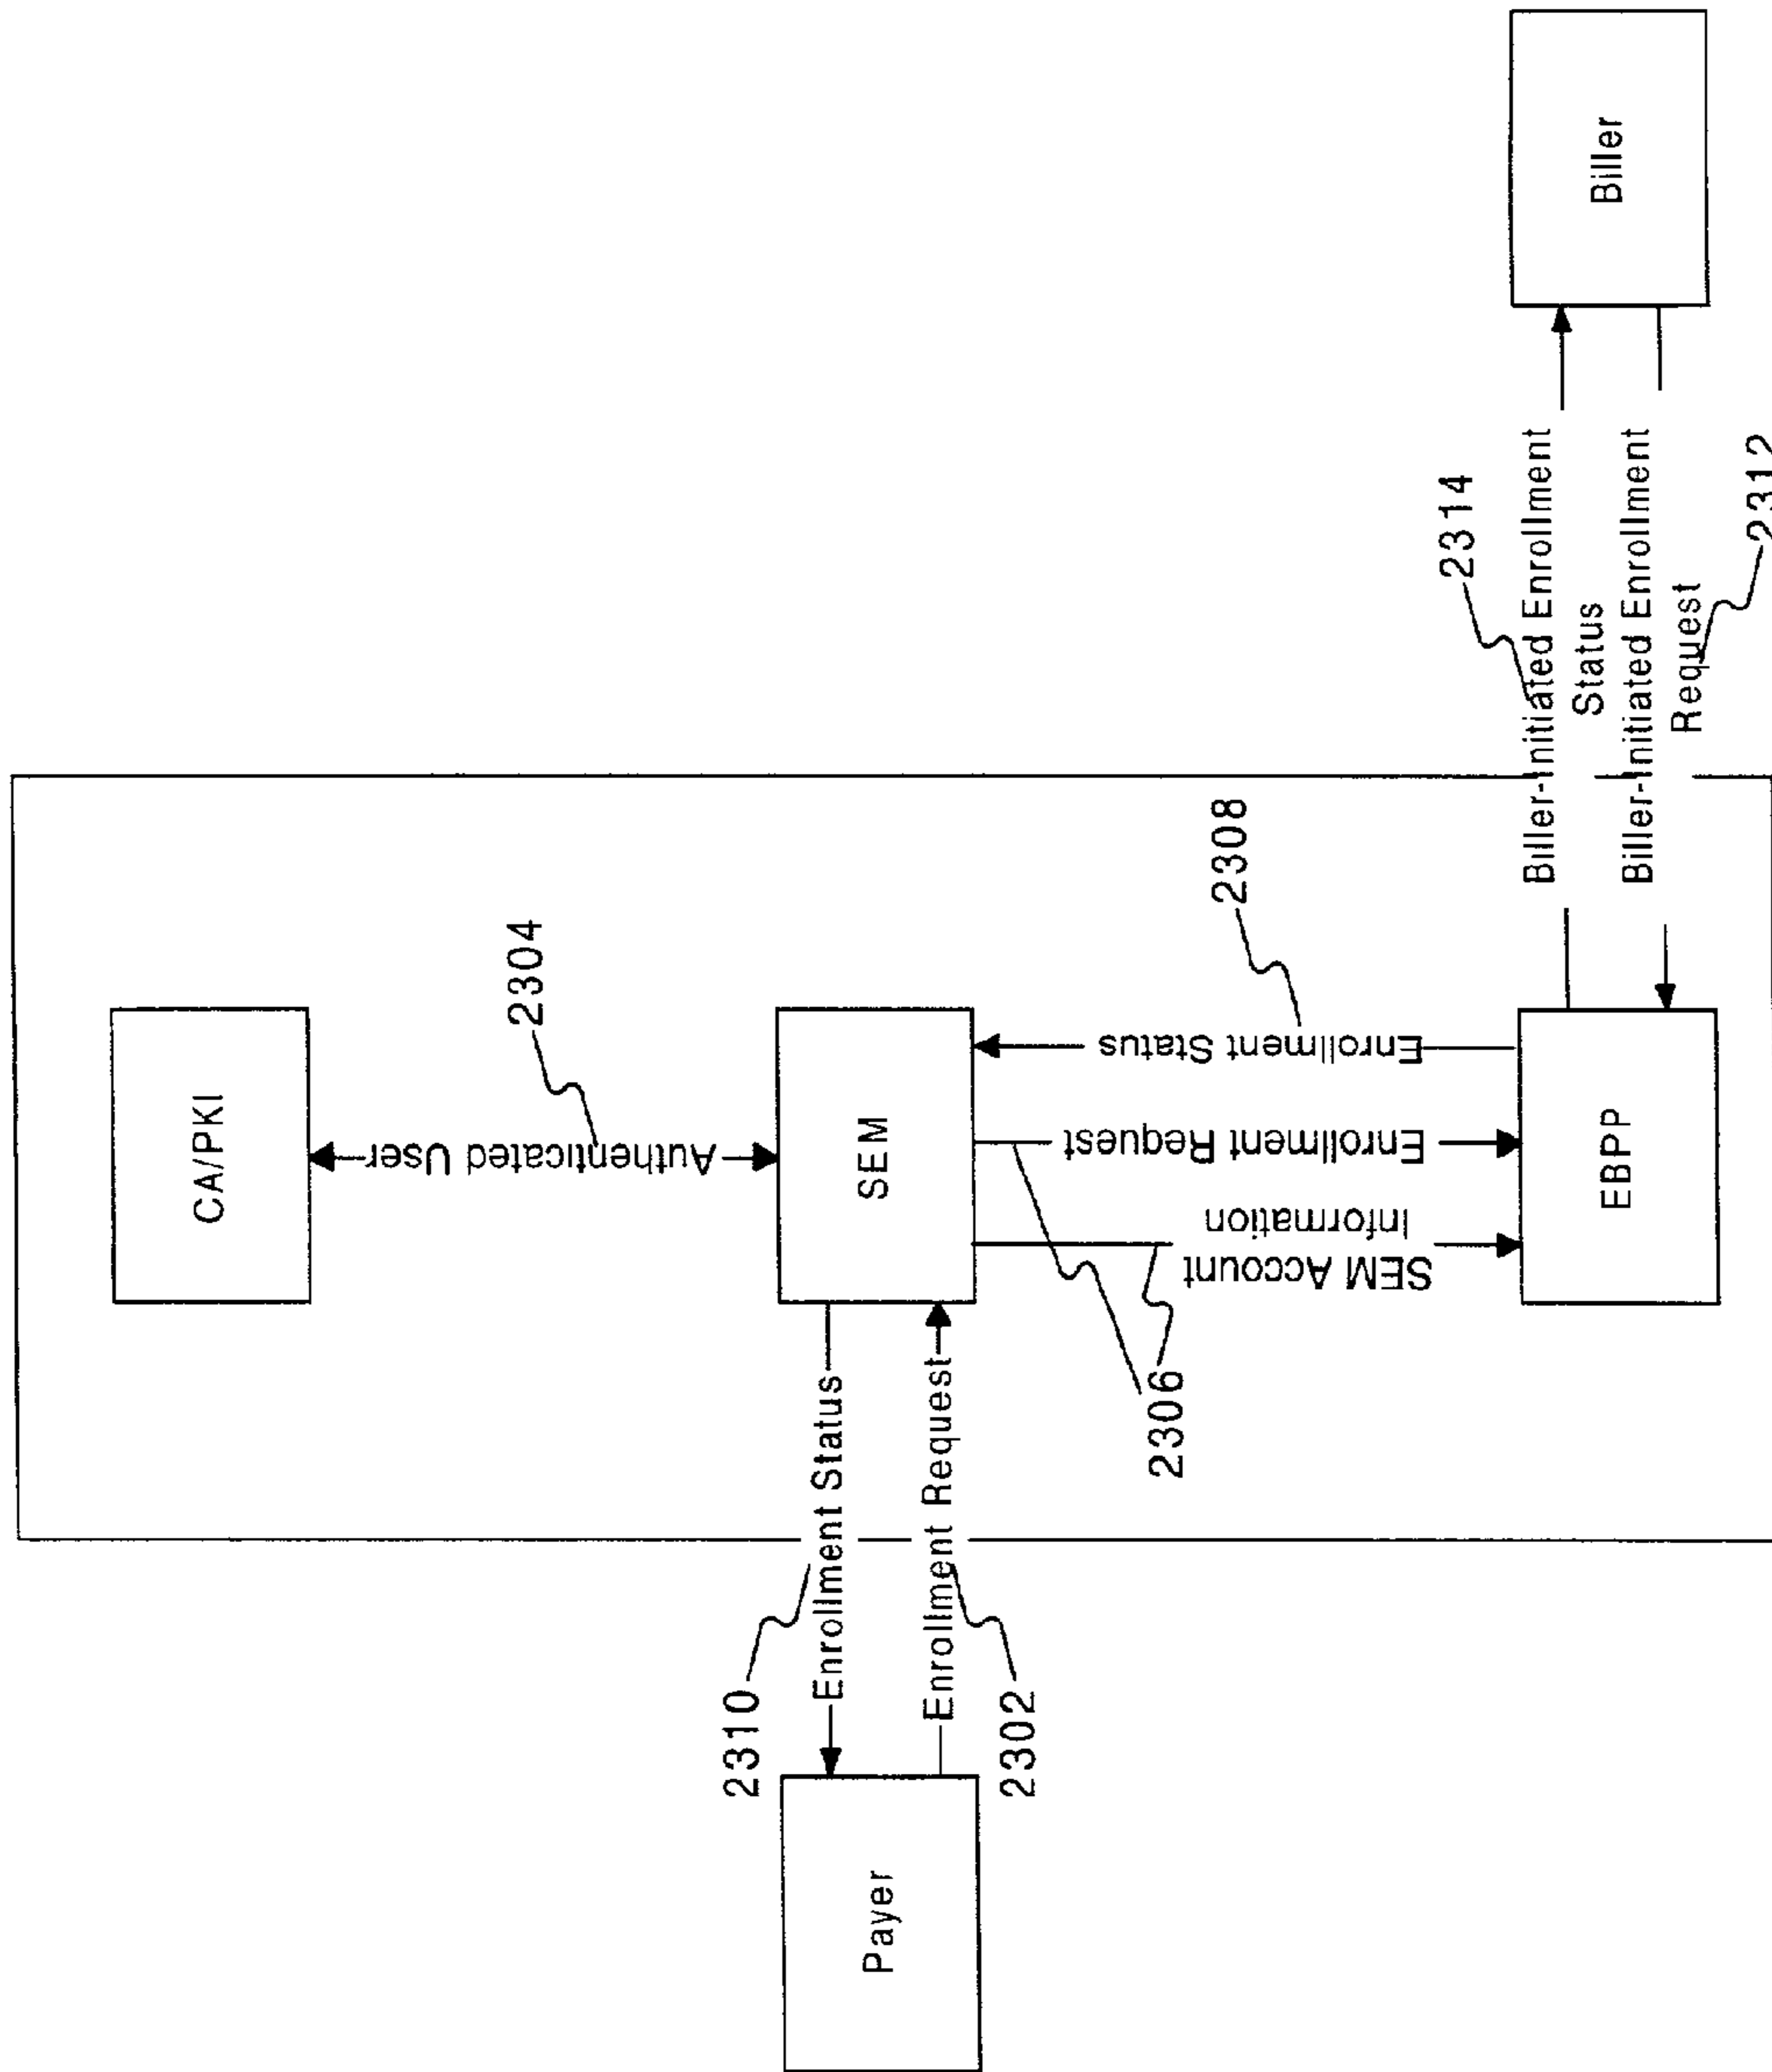 CA/PKI
2304
Authenticated User
2310
Enrollment Status
Payer
SEM
Enrollment Request
2302
2306
SEM Account
Information
Enrollment Request
Enrollment Status
2308
EBPP
2314
Biller-Initiated Enrollment
Status
Biller-Initiated Enrollment
Request
2312
Biller